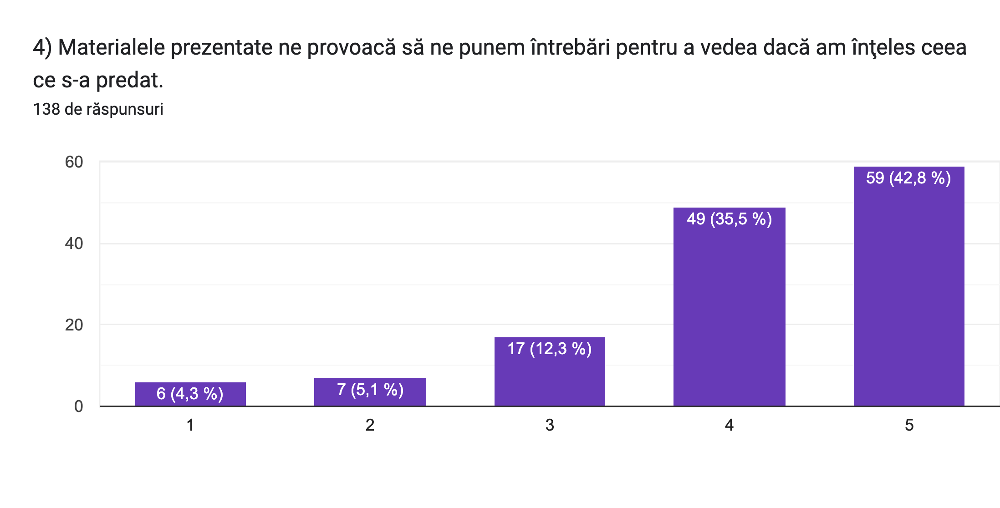 4) Materialele prezentate ne provoacă să ne punem întrebări pentru a vedea dacă am înţeles ceea
ce s-a predat.
138 de răspunsuri
60
40
20
0
6 (4,3 %)
7 (5,1 %)
17 (12,3 %)
49 (35,5 %)
59 (42,8 %)
1
2
3
4
5